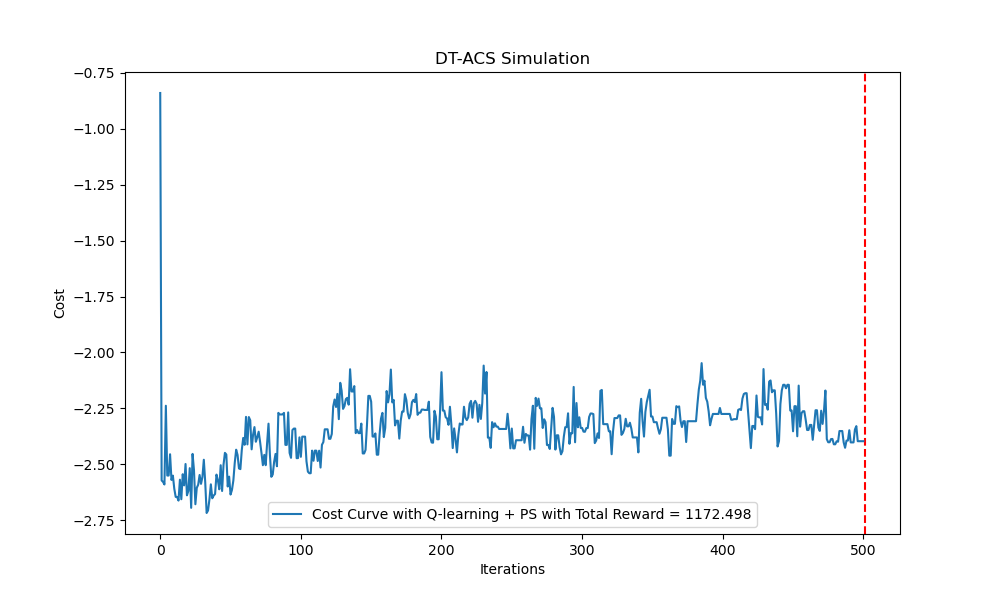 DT-ACS Simulation
−0.75
−1.00
−1.25
−1.50
−1.75
−2.00
−2.25
−2.50
−2.75
Cost
Cost Curve with Q-learning + PS with Total Reward = 1172.498
0 100 200 300 400 500
Iterations